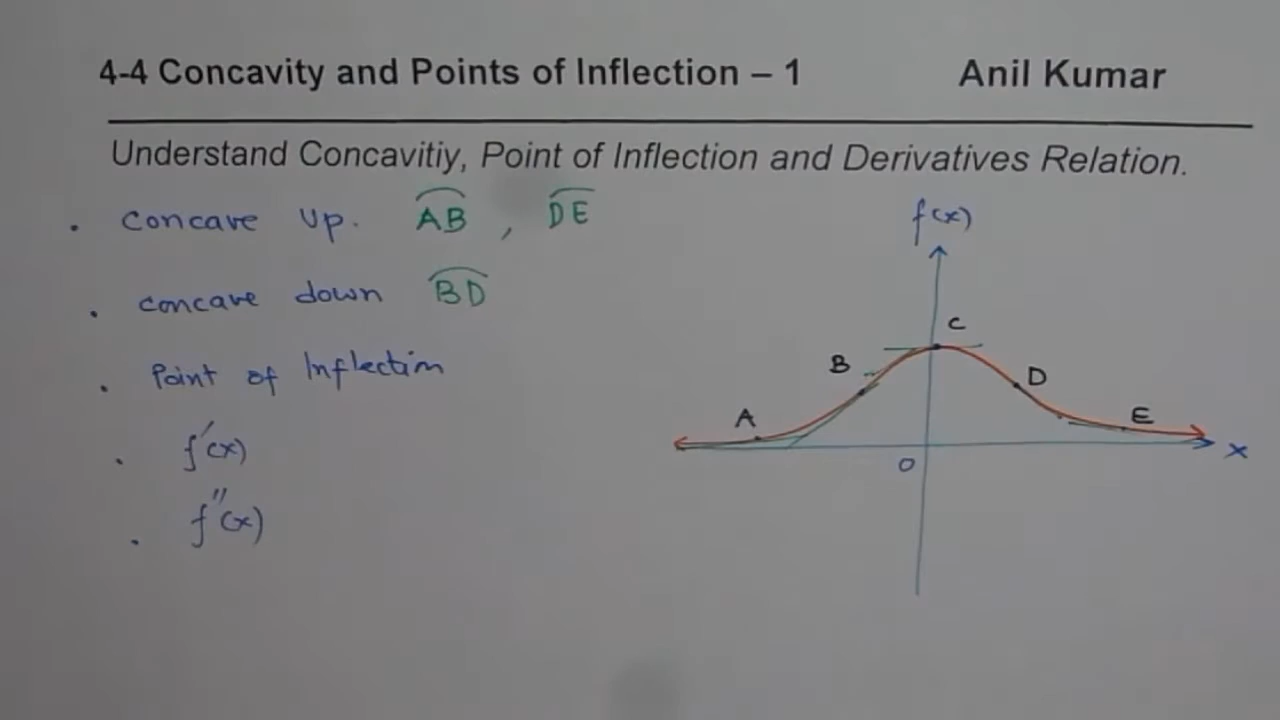 4-4 Concavity and Points of Inflection – 1 Anil Kumar
Understand Concavitiy, Point of Inflection and Derivatives Relation.
• Concave Up. AB , DE
• Concave down BD
• Point of Inflection
• f'(x)
• f"(x)
f(x)
C
B
D
A
E
O
x